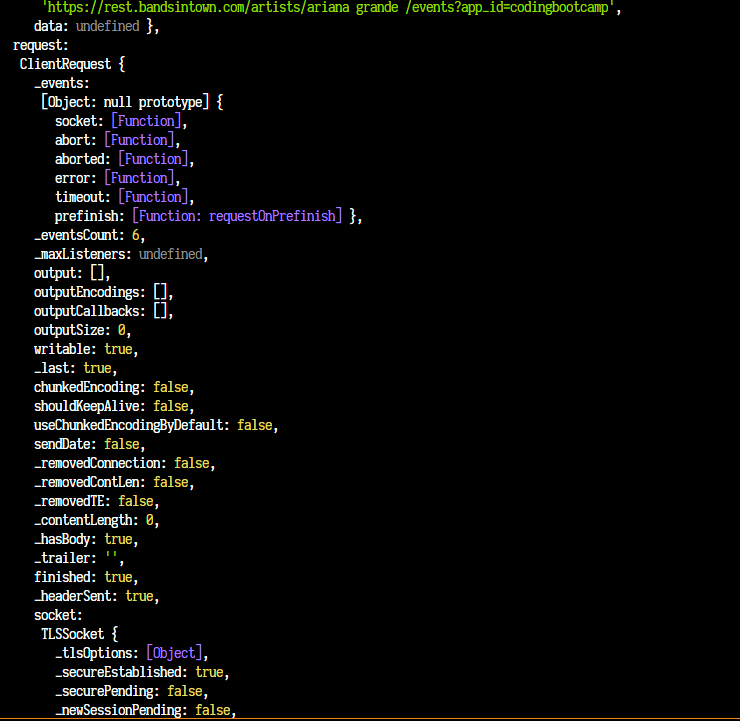 'https://rest.bandsintown.com/artists/ariana grande /events?app_id=codingbootcamp',
data: undefined },
request:
ClientRequest {
_events:
[Object: null prototype] {
socket: [Function],
abort: [Function],
aborted: [Function],
error: [Function],
timeout: [Function],
prefinish: [Function: requestOnPrefinish] },
_eventsCount: 6,
_maxListeners: undefined,
output: [],
outputEncodings: [],
outputCallbacks: [],
outputSize: 0,
writable: true,
_last: true,
chunkedEncoding: false,
shouldKeepAlive: false,
useChunkedEncodingByDefault: false,
sendDate: false,
_removedConnection: false,
_removedContLen: false,
_removedTE: false,
_contentLength: 0,
_hasBody: true,
_trailer: '',
finished: true,
_headerSent: true,
socket:
TLSSocket {
_tlsOptions: [Object],
_secureEstablished: true,
_securePending: false,
_newSessionPending: false,